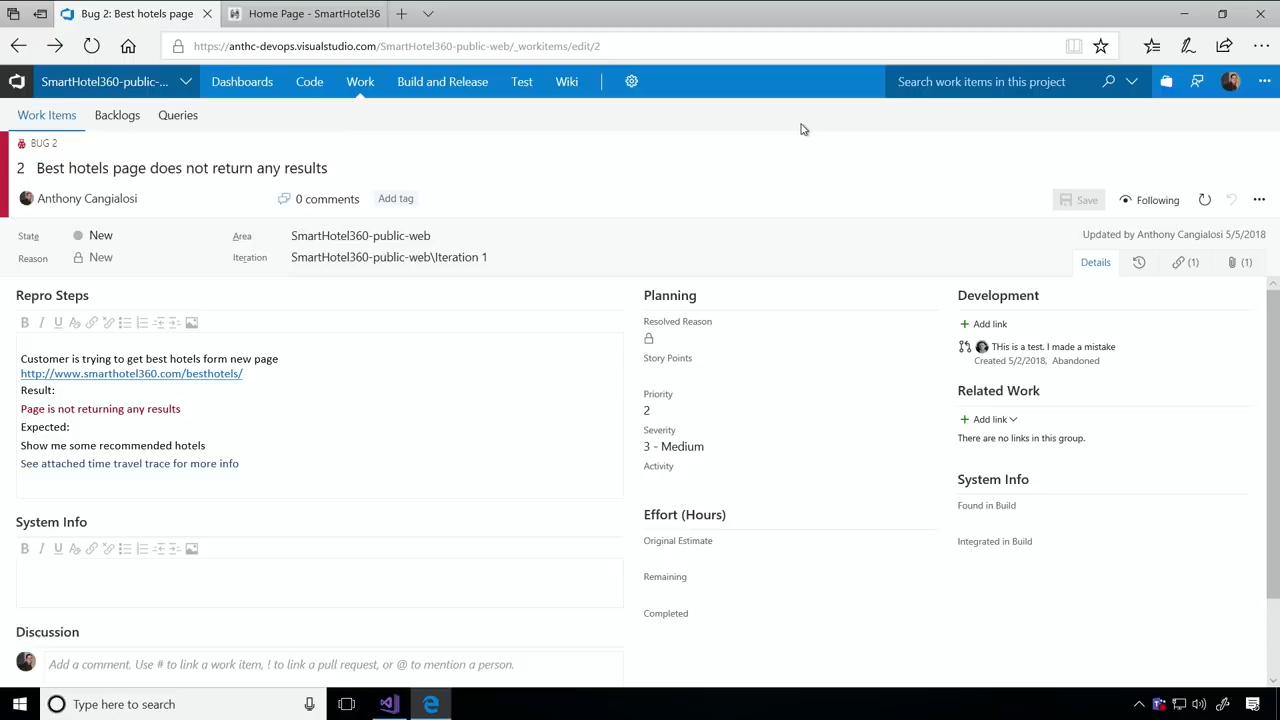 Bug 2: Best hotels page
Home Page - SmartHotel36
https://anthc-devops.visualstudio.com/SmartHotel360-public-web/_workitems/edit/2
SmartHotel360-public-...
Dashboards
Code
Work
Build and Release
Test
Wiki
Search work items in this project
Work Items
Backlogs
Queries
BUG 2
2 Best hotels page does not return any results
Anthony Cangialosi
0 comments
Add tag
Save
Following
State
New
Area
SmartHotel360-public-web
Updated by Anthony Cangialosi 5/5/2018
Reason
New
Iteration
SmartHotel360-public-web\Iteration 1
Details
(1)
(1)
Repro Steps
B I U
Customer is trying to get best hotels form new page
http://www.smarthotel360.com/besthotels/
Result:
Page is not returning any results
Expected:
Show me some recommended hotels
See attached time travel trace for more info
System Info
B I U
Discussion
Add a comment. Use # to link a work item, ! to link a pull request, or @ to mention a person.
Planning
Resolved Reason
Story Points
Priority
2
Severity
3 - Medium
Activity
Effort (Hours)
Original Estimate
Remaining
Completed
Development
Add link
THis is a test. I made a mistake
Created 5/2/2018, Abandoned
Related Work
Add link
There are no links in this group.
System Info
Found in Build
Integrated in Build
Type here to search